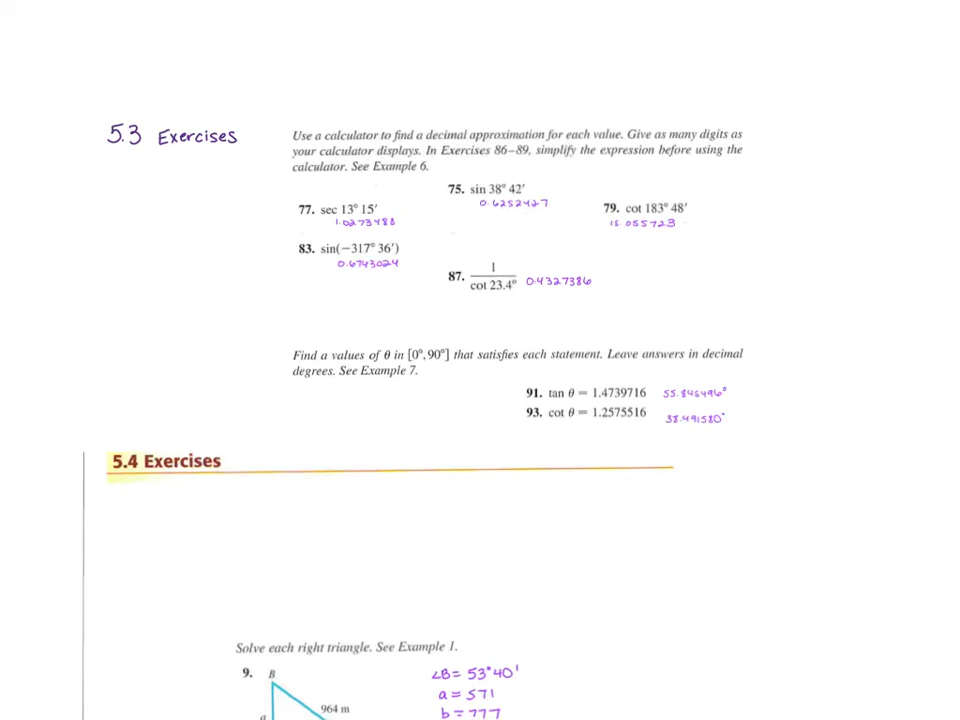 5.3 Exercises
Use a calculator to find a decimal approximation for each value. Give as many digits as
your calculator displays. In Exercises 86–89, simplify the expression before using the
calculator. See Example 6.
75. sin 38° 42′
0.6252427
77. sec 13° 15′
1.0273488
79. cot 183° 48′
15.055723
83. sin(−317° 36′)
0.6743024
87. 1 / cot 23.4° 0.4327386
Find a values of θ in [0°, 90°] that satisfies each statement. Leave answers in decimal
degrees. See Example 7.
91. tan θ = 1.4739716 55.845496°
93. cot θ = 1.2575516 38.491580°
5.4 Exercises
Solve each right triangle. See Example 1.
9. B
∠B = 53°40'
a = 571
964 m
b = 777
a